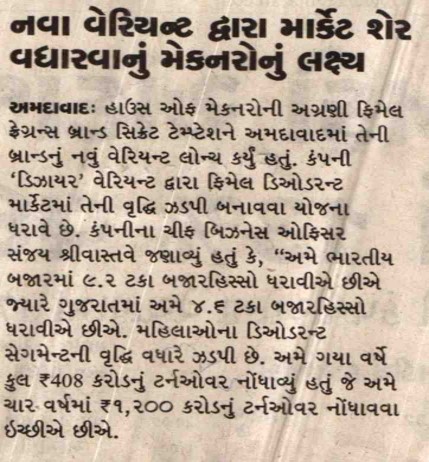 નવા વેરિયન્ટ દ્વારા માર્કેટ શેર
વધારવાનું મેકનરોનું લક્ષ્ય
અમદાવાદઃ હાઉસ ઓફ મેકનરોની અગ્રણી ફિમેલ
ફ્રેગ્રન્સ બ્રાન્ડ સિક્રેટ ટેમ્પ્ટેશને અમદાવાદમાં તેની
બ્રાન્ડનું નવું વેરિયન્ટ લોન્ચ કર્યું હતું. કંપની
‘ડિઝાયર’ વેરિયન્ટ દ્વારા ફિમેલ ડિઓડરન્ટ
માર્કેટમાં તેની વૃદ્ધિ ઝડપી બનાવવા યોજના
ધરાવે છે. કંપનીના ચીફ બિઝનેસ ઓફિસર
સંજય શ્રીવાસ્તવે જણાવ્યું હતું કે, “અમે ભારતીય
બજારમાં ૯.૨ ટકા બજારહિસ્સો ધરાવીએ છીએ
જ્યારે ગુજરાતમાં અમે ૪.૬ ટકા બજારહિસ્સો
ધરાવીએ છીએ. મહિલાઓના ડિઓડરન્ટ
સેગમેન્ટની વૃદ્ધિ વધારે ઝડપી છે. અમે ગયા વર્ષે
કુલ ₹408 કરોડનું ટર્નઓવર નોંધાવ્યું હતું જે અમે
ચાર વર્ષમાં ₹૧,૨૦૦ કરોડનું ટર્નઓવર નોંધાવવા
ઇચ્છીએ છીએ.